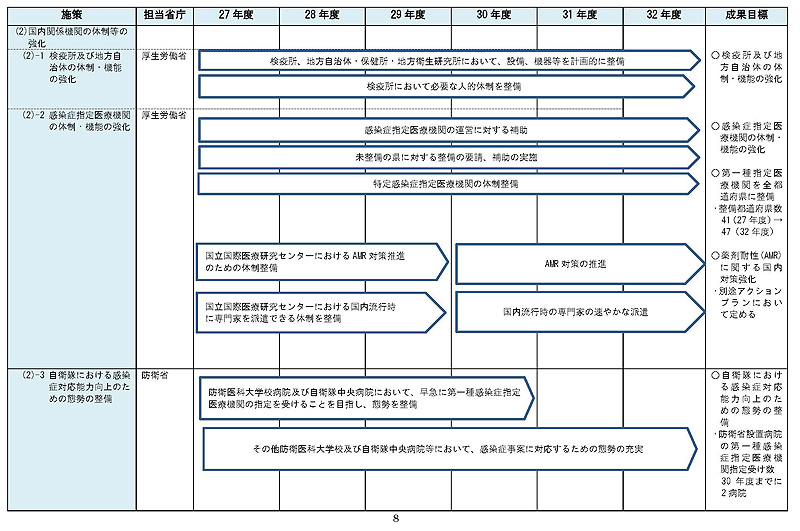 施策 担当省庁 27 年度 28 年度 29 年度 30 年度 31 年度 32 年度 成果目標
(2)国内関係機関の体制等の
強化
(2)-1 検疫所及び地方自
治体の体制・機能
の強化
厚生労働省
検疫所、地方自治体・保健所・地方衛生研究所において、設備、機器等を計画的に整備
検疫所において必要な人的体制を整備
○検疫所及び地
方自治体の体
制・機能の強化
(2)-2 感染症指定医療機関
の体制・機能の強化
厚生労働省
感染症指定医療機関の運営に対する補助
未整備の県に対する整備の要請、補助の実施
特定感染症指定医療機関の体制整備
国立国際医療研究センターにおける AMR 対策推進
のための体制整備
AMR 対策の推進
国立国際医療研究センターにおける国内流行時
に専門家を派遣できる体制を整備
国内流行時の専門家の速やかな派遣
○感染症指定医
療機関の体制・
機能の強化
○第一種指定医
療機関を全都
道府県に整備
・整備都道府県数
41（27 年度）→
47（32 年度）
○薬剤耐性(AMR)
に関する国内
対策強化
・別途アクション
プランにおい
て定める
(2)-3 自衛隊における感染
症対応能力向上のた
めの態勢の整備
防衛省
防衛医科大学校病院及び自衛隊中央病院において、早急に第一種感染症指定
医療機関の指定を受けることを目指し、態勢を整備
その他防衛医科大学校及び自衛隊中央病院等において、感染症事案に対応するための態勢の充実
○自衛隊におけ
る感染症対応
能力向上のた
めの態勢の整
備
・防衛省設置病院
の第一種感染
症指定医療機
関指定受け数
30 年度までに
2 病院
8